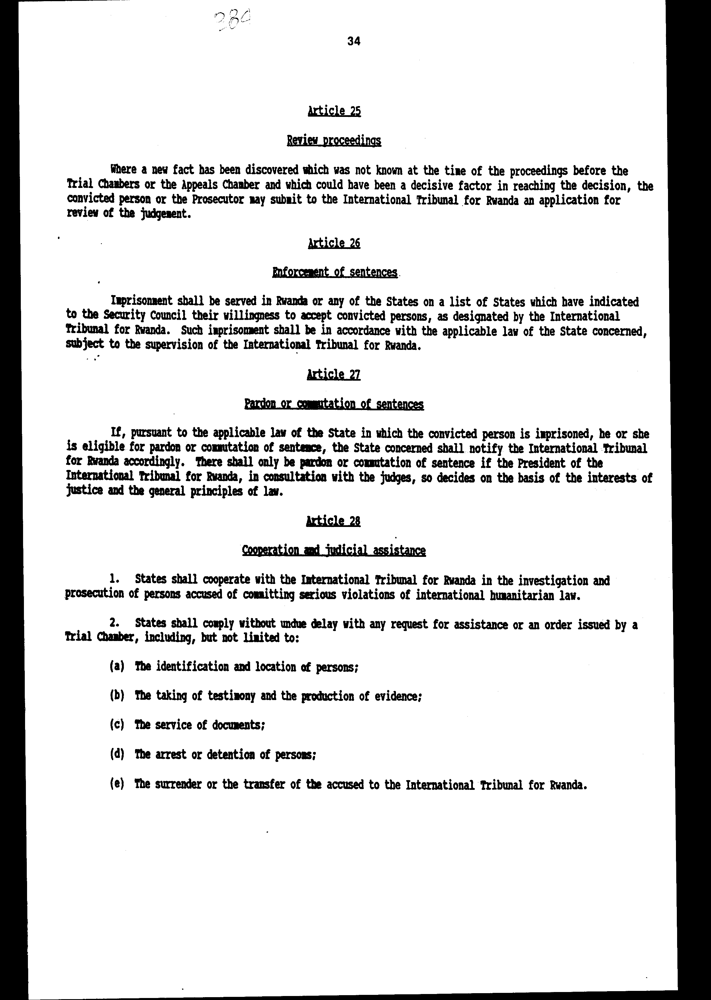 384
34
Article 25
Review proceedings
Where a new fact has been discovered which was not known at the time of the proceedings before the
Trial Chambers or the Appeals Chamber and which could have been a decisive factor in reaching the decision, the
convicted person or the Prosecutor may submit to the International Tribunal for Rwanda an application for
review of the judgement.
Article 26
Enforcement of sentences
Imprisonment shall be served in Rwanda or any of the States on a list of States which have indicated
to the Security Council their willingness to accept convicted persons, as designated by the International
Tribunal for Rwanda. Such imprisonment shall be in accordance with the applicable law of the State concerned,
subject to the supervision of the International Tribunal for Rwanda.
Article 27
Pardon or commutation of sentences
If, pursuant to the applicable law of the State in which the convicted person is imprisoned, he or she
is eligible for pardon or commutation of sentence, the State concerned shall notify the International Tribunal
for Rwanda accordingly. There shall only be pardon or commutation of sentence if the President of the
International Tribunal for Rwanda, in consultation with the judges, so decides on the basis of the interests of
justice and the general principles of law.
Article 28
Cooperation and judicial assistance
1. States shall cooperate with the International Tribunal for Rwanda in the investigation and
prosecution of persons accused of committing serious violations of international humanitarian law.
2. States shall comply without undue delay with any request for assistance or an order issued by a
Trial Chamber, including, but not limited to:
(a) The identification and location of persons;
(b) The taking of testimony and the production of evidence;
(c) The service of documents;
(d) The arrest or detention of persons;
(e) The surrender or the transfer of the accused to the International Tribunal for Rwanda.